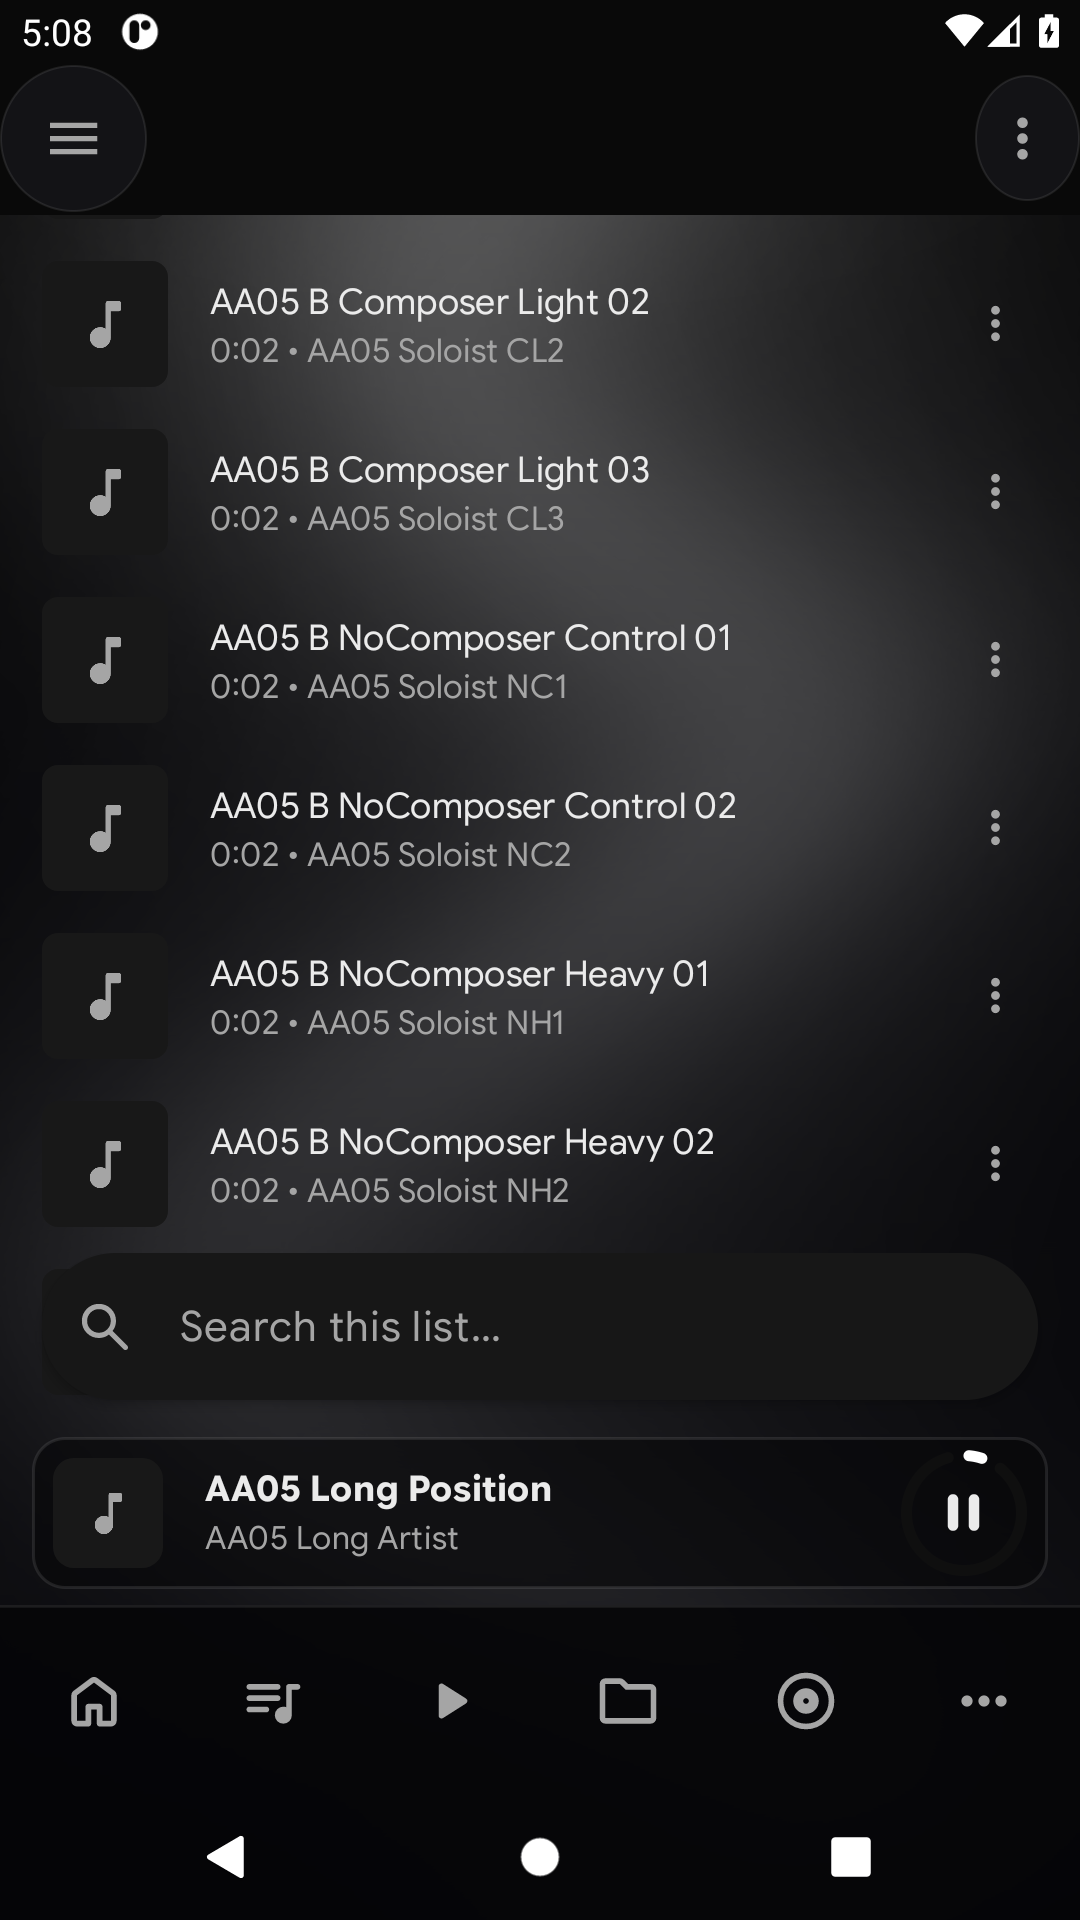 5:08
AA05 B Composer Light 02
0:02 • AA05 Soloist CL2
AA05 B Composer Light 03
0:02 • AA05 Soloist CL3
AA05 B NoComposer Control 01
0:02 • AA05 Soloist NC1
AA05 B NoComposer Control 02
0:02 • AA05 Soloist NC2
AA05 B NoComposer Heavy 01
0:02 • AA05 Soloist NH1
AA05 B NoComposer Heavy 02
0:02 • AA05 Soloist NH2
Search this list...
AA05 Long Position
AA05 Long Artist